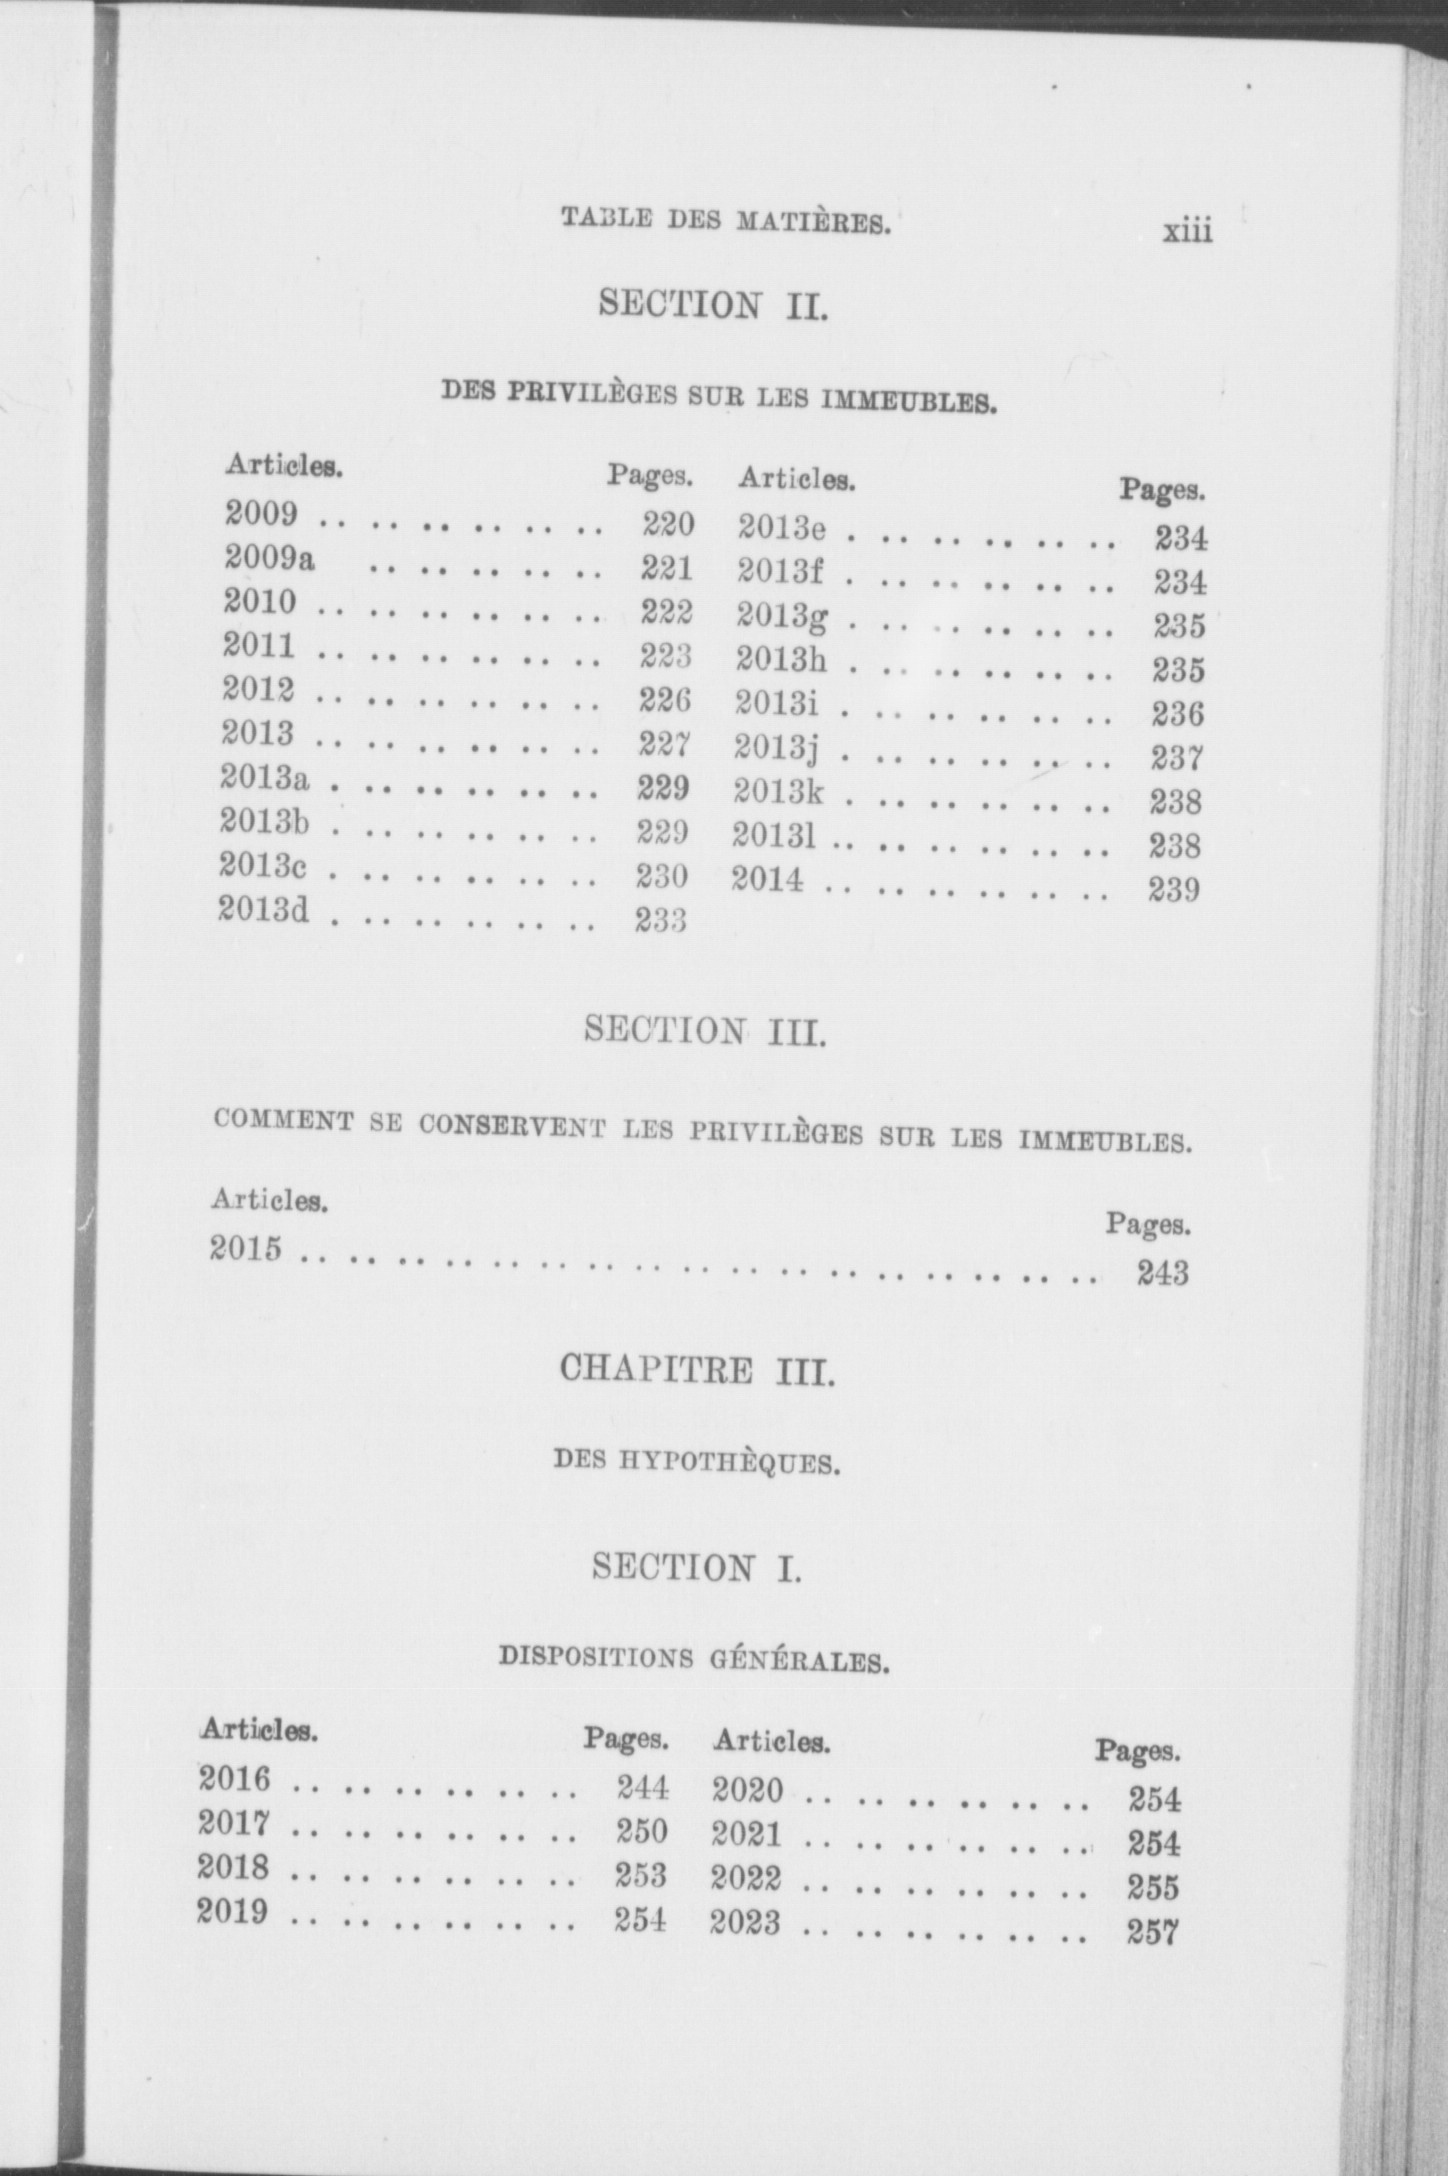 TABLE DES MATIÈRES. xiii
SECTION II.
DES PRIVILÈGES SUR LES IMMEUBLES.
Articles. Pages. Articles. Pages.
2009 .. .. .. .. .. .. 220 2013e . .. .. .. .. .. 234
2009a .. .. .. .. .. 221 2013f . .. .. .. .. .. 234
2010 .. .. .. .. .. .. 222 2013g . .. .. .. .. .. 235
2011 .. .. .. .. .. .. 223 2013h . .. .. .. .. .. 235
2012 .. .. .. .. .. .. 226 2013i . .. .. .. .. .. 236
2013 .. .. .. .. .. .. 227 2013j . .. .. .. .. .. 237
2013a . .. .. .. .. .. 229 2013k . .. .. .. .. .. 238
2013b . .. .. .. .. .. 229 2013l .. .. .. .. .. .. 238
2013c . .. .. .. .. .. 230 2014 .. .. .. .. .. .. 239
2013d . .. .. .. .. .. 233
SECTION III.
COMMENT SE CONSERVENT LES PRIVILÈGES SUR LES IMMEUBLES.
Articles. Pages.
2015 .. .. .. .. .. .. .. .. .. .. .. .. .. .. .. .. .. 243
CHAPITRE III.
DES HYPOTHÈQUES.
SECTION I.
DISPOSITIONS GÉNÉRALES.
Articles. Pages. Articles. Pages.
2016 .. .. .. .. .. .. 244 2020 .. .. .. .. .. .. 254
2017 .. .. .. .. .. .. 250 2021 .. .. .. .. .. .. 254
2018 .. .. .. .. .. .. 253 2022 .. .. .. .. .. .. 255
2019 .. .. .. .. .. .. 254 2023 .. .. .. .. .. .. 257